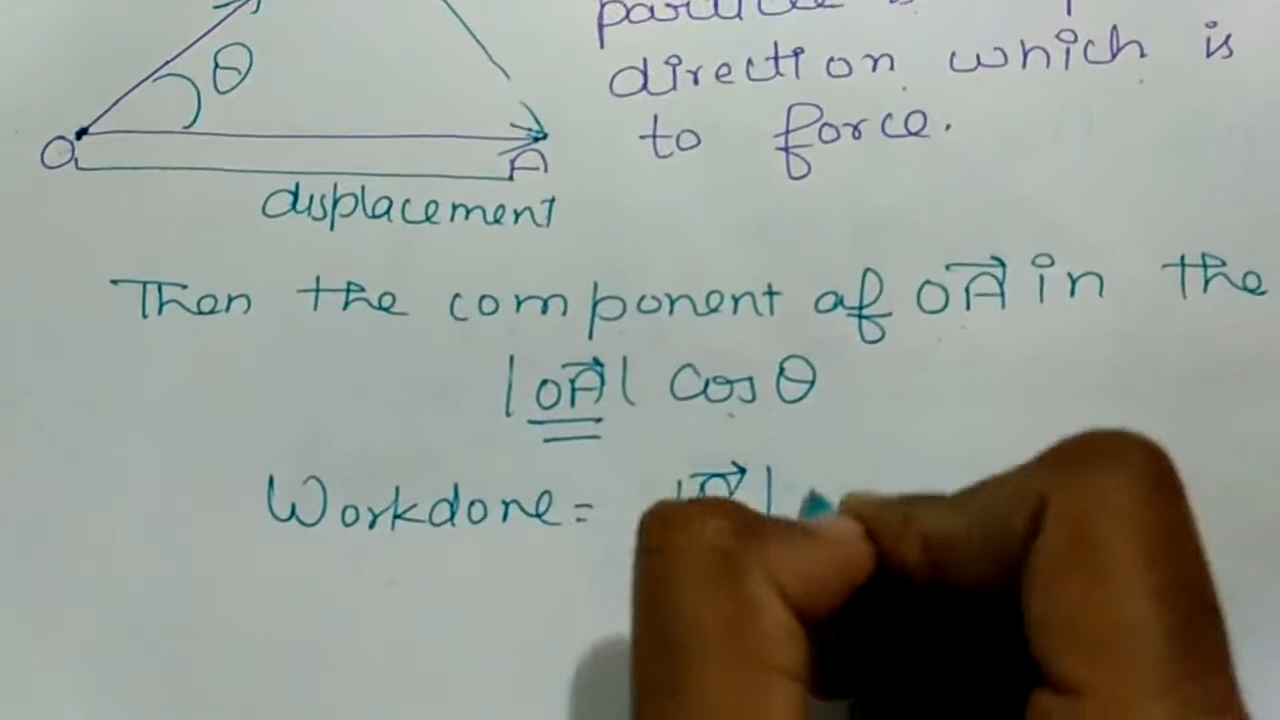 direction which is
to force.
θ
O
A
displacement
Then the component of OA⃗ in the
|OA⃗| cos θ
Workdone =